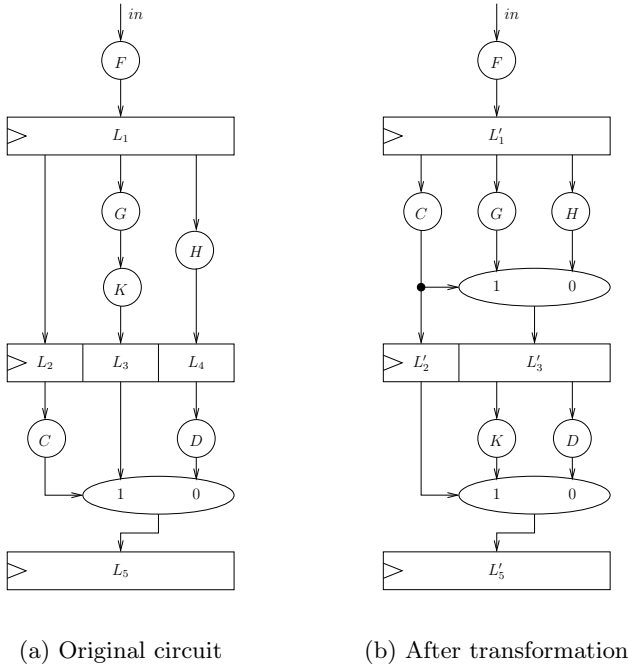 in in
F F
L₁ L′₁
G C G H
H
K 1 0
L₂ L₃ L₄ L′₂ L′₃
C D K D
1 0 1 0
L₅ L′₅
(a) Original circuit (b) After transformation